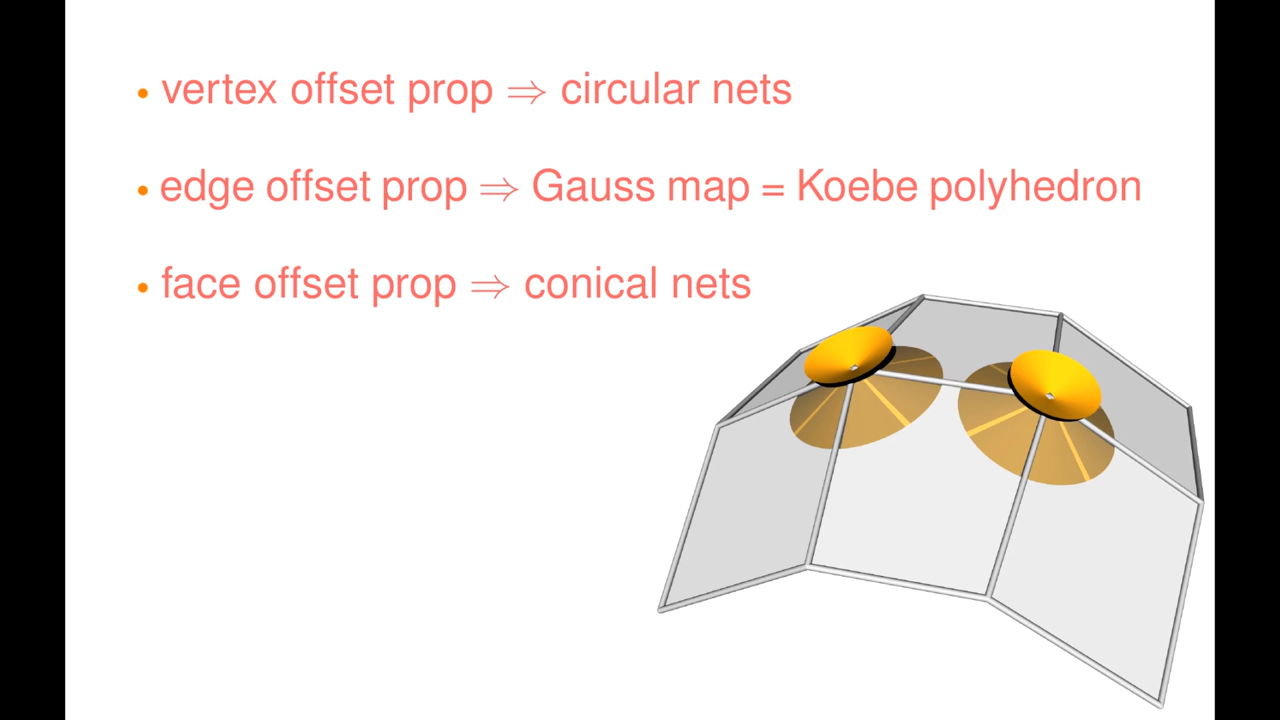 • vertex offset prop ⇒ circular nets
• edge offset prop ⇒ Gauss map = Koebe polyhedron
• face offset prop ⇒ conical nets